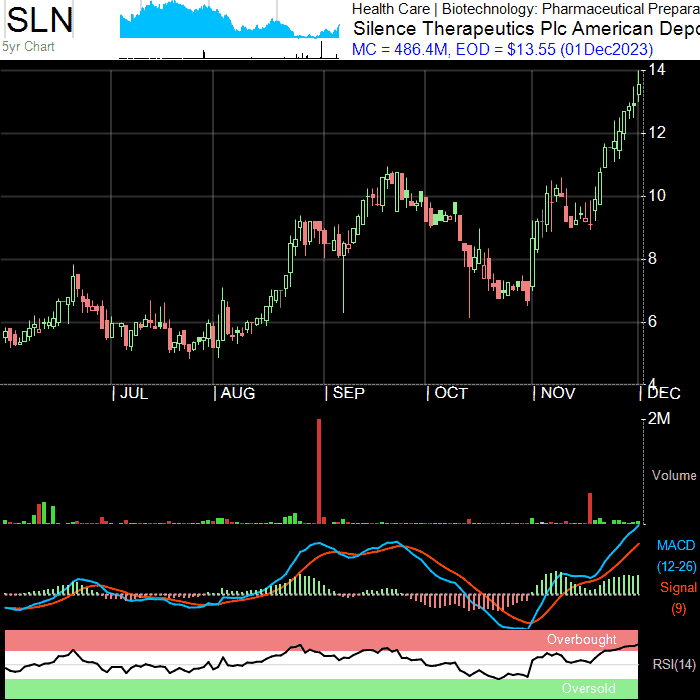 SLN
5yr Chart
Health Care | Biotechnology: Pharmaceutical Prepara
Silence Therapeutics Plc American Depo
MC = 486.4M, EOD = $13.55 (01Dec2023)
14
12
10
8
6
4
JUL
AUG
SEP
OCT
NOV
DEC
2M
Volume
MACD
(12-26)
Signal
(9)
Overbought
RSI(14)
Oversold